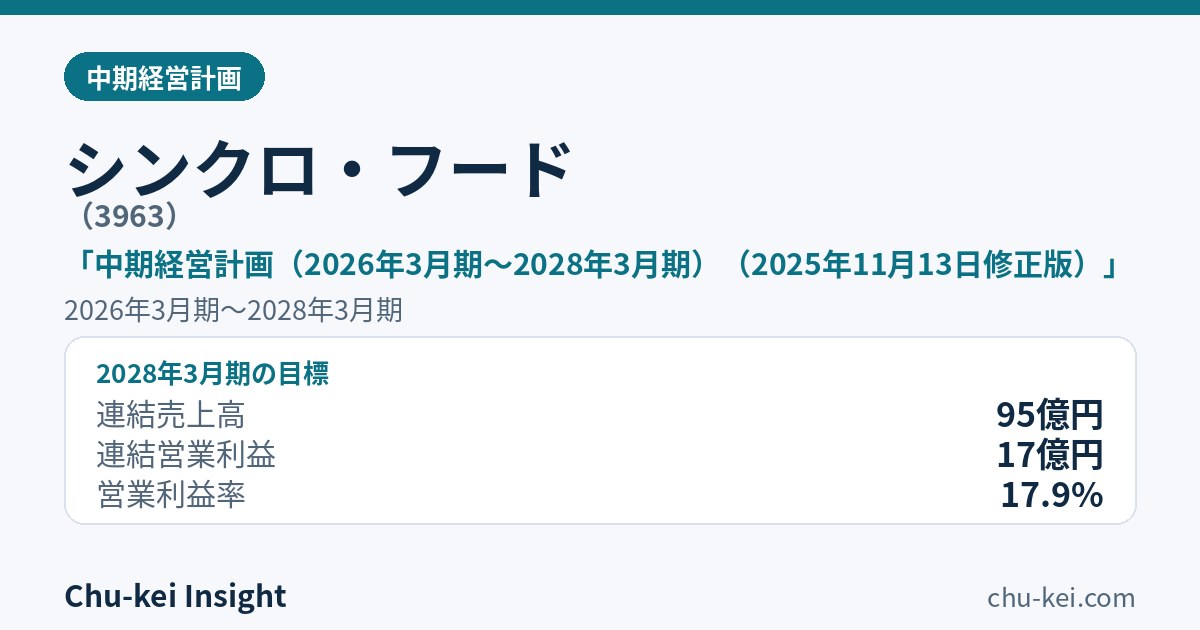 中期経営計画
シンクロ・フード
（3963）
「中期経営計画（2026年3月期～2028年3月期）（2025年11月13日修正版）」
2026年3月期～2028年3月期
2028年3月期の目標
連結売上高 95億円
連結営業利益 17億円
営業利益率 17.9%
Chu-kei Insight chu-kei.com